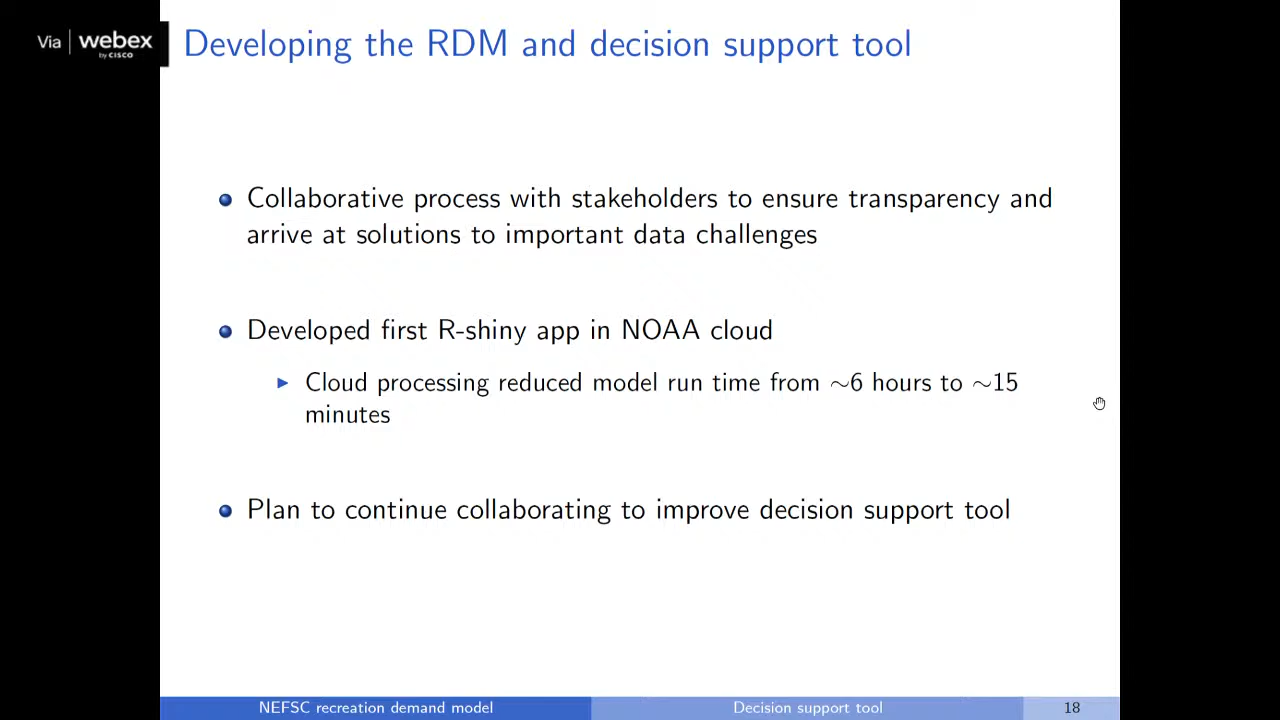 Via | webex
by CISCO
Developing the RDM and decision support tool
Collaborative process with stakeholders to ensure transparency and
arrive at solutions to important data challenges
Developed first R-shiny app in NOAA cloud
Cloud processing reduced model run time from ∼6 hours to ∼15
minutes
Plan to continue collaborating to improve decision support tool
NEFSC recreation demand model
Decision support tool
18